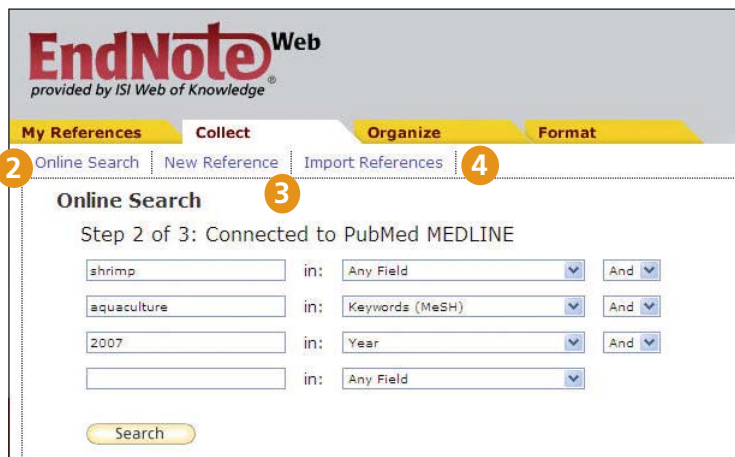 EndNote Web
provided by ISI Web of Knowledge®
My References Collect Organize Format
2 Online Search New Reference 3 Import References 4
Online Search
Step 2 of 3: Connected to PubMed MEDLINE
shrimp in: Any Field And
aquaculture in: Keywords (MeSH) And
2007 in: Year And
in: Any Field
Search